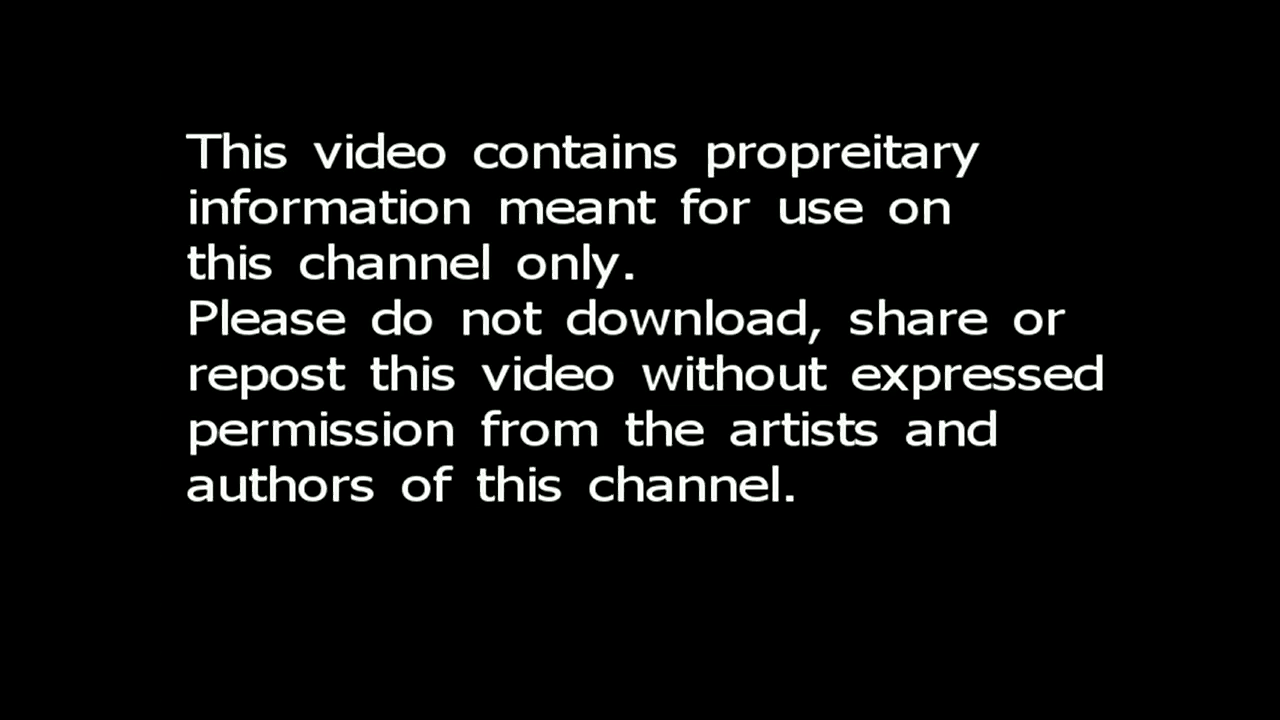 This video contains propreitary
information meant for use on
this channel only.
Please do not download, share or
repost this video without expressed
permission from the artists and
authors of this channel.